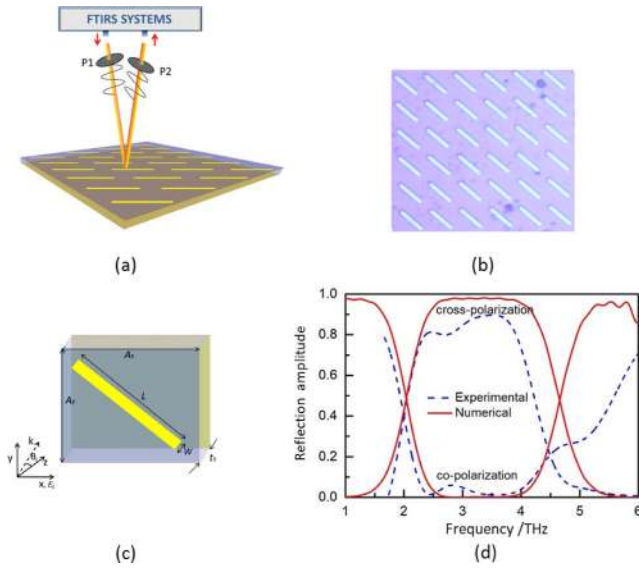 FTIRS SYSTEMS
P1
P2
(a)
(b)
Aₓ
L
Aᵧ
W
y
k
θ
z
x, Eᵢ
(c)
Reflection amplitude
1.0
0.8
0.6
0.4
0.2
0.0
cross-polarization
Experimental
Numerical
co-polarization
1
2
3
4
5
6
Frequency /THz
(d)